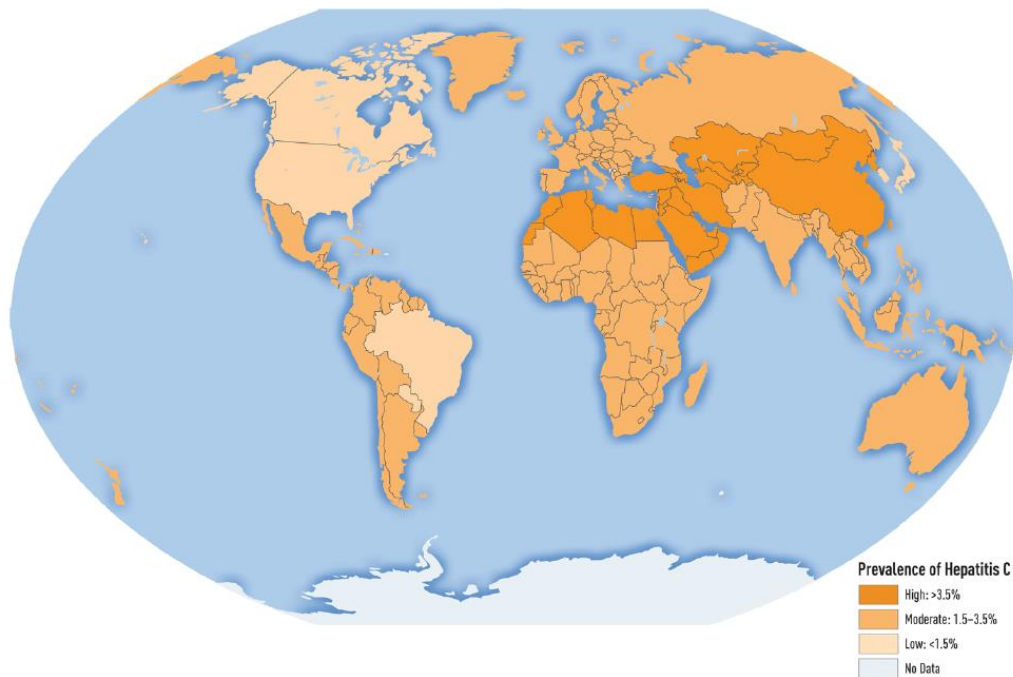 Prevalence of Hepatitis C
High: >3.5%
Moderate: 1.5–3.5%
Low: <1.5%
No Data